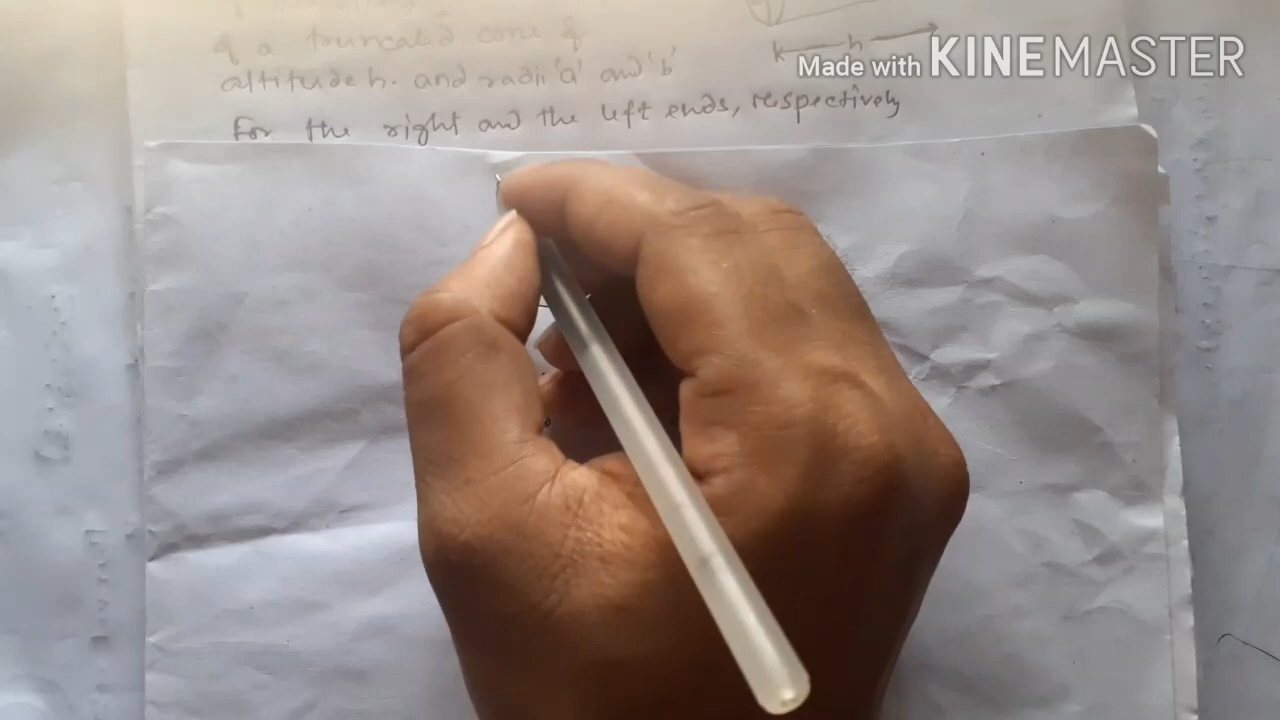 of a truncated cone of
altitude h. and radii 'a' and 'b'
For the right and the left ends, respectively
h
Made with KINEMASTER